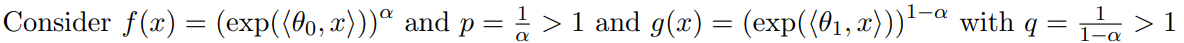 Consider f(x) = (exp(⟨θ₀, x⟩))^α and p = 1/α > 1 and g(x) = (exp(⟨θ₁, x⟩))^{1−α} with q = 1/(1−α) > 1